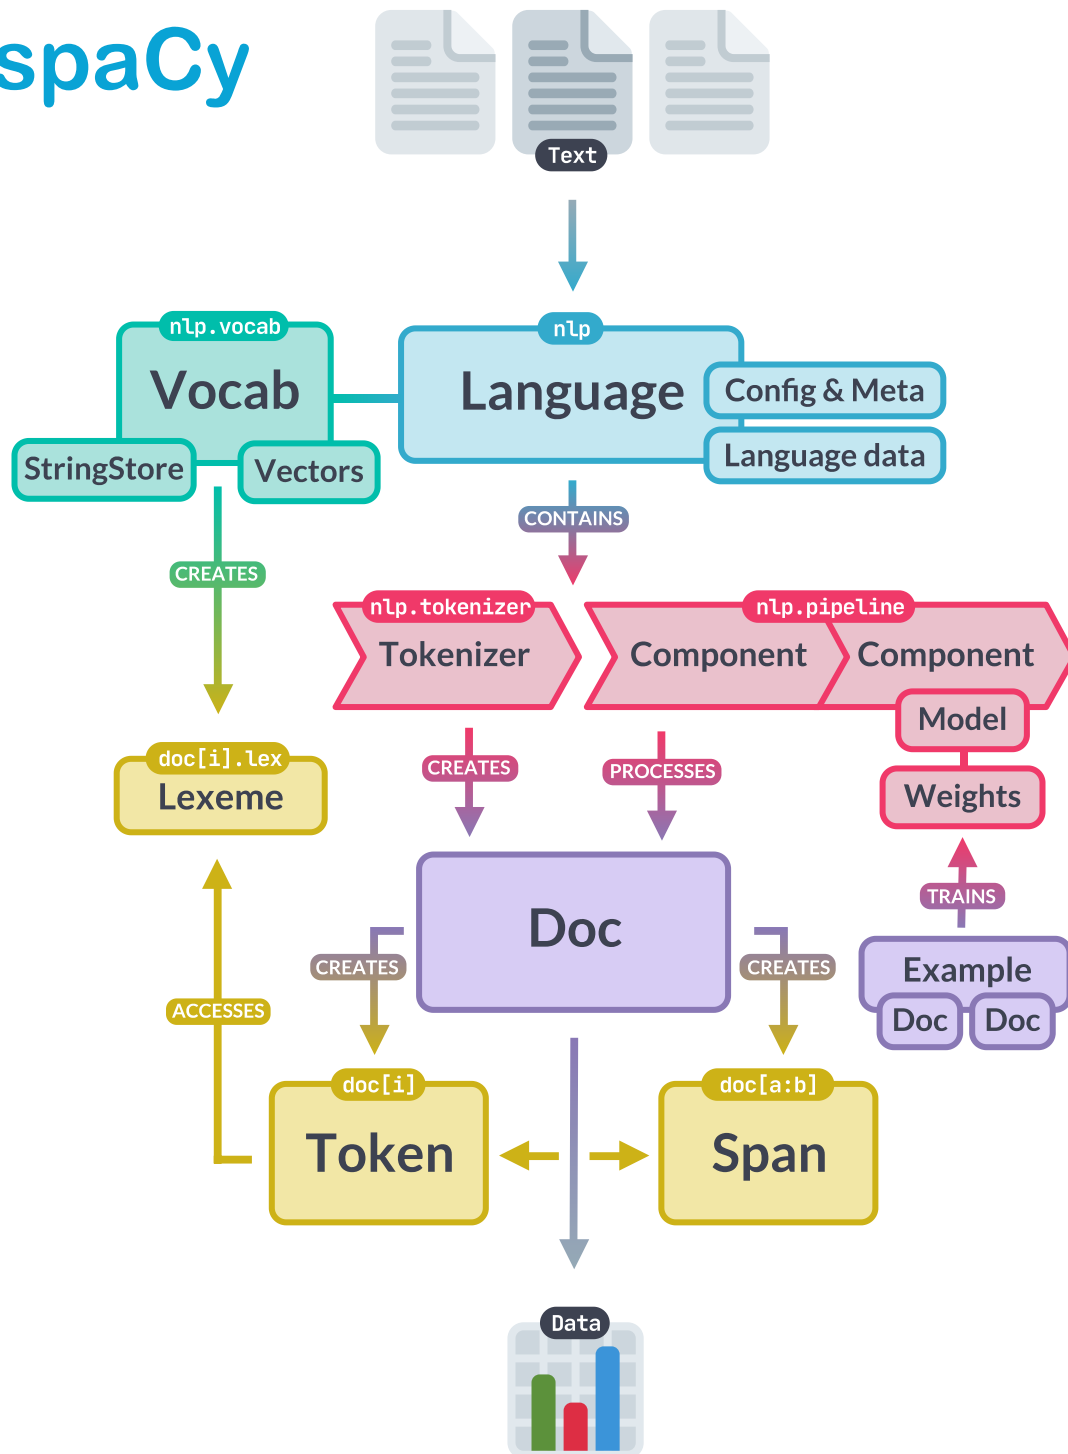 spaCy
Text
nlp.vocab
Vocab
StringStore
Vectors
nlp
Language
Config & Meta
Language data
CONTAINS
CREATES
nlp.tokenizer
Tokenizer
nlp.pipeline
Component
Component
Model
Weights
CREATES
PROCESSES
doc[i].lex
Lexeme
TRAINS
Doc
Example
Doc
Doc
CREATES
CREATES
ACCESSES
doc[i]
Token
doc[a:b]
Span
Data